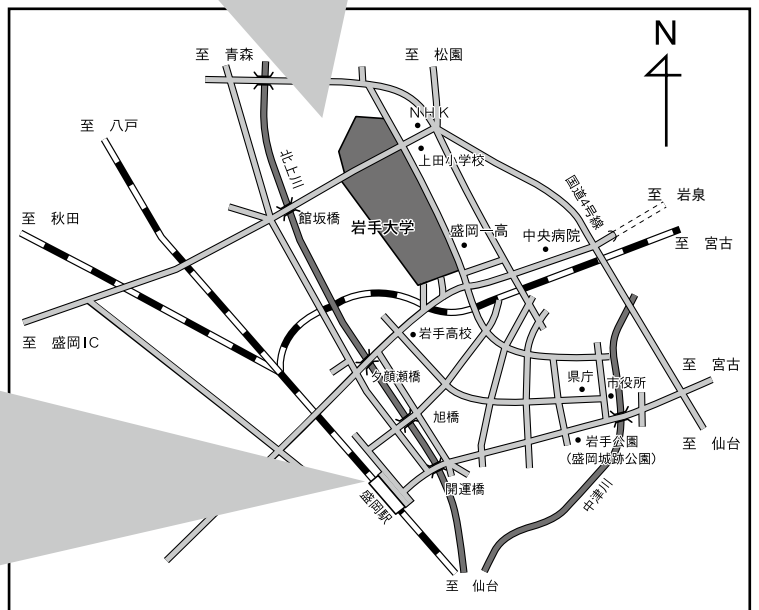 N
至　青森
至　松園
NHK
至　八戸
上田小学校
北上川
国道4号線
至　岩泉
至　秋田
館坂橋
岩手大学
盛岡一高
中央病院
至　宮古
至　盛岡IC
岩手高校
夕顔瀬橋
県庁
市役所
至　宮古
旭橋
岩手公園
(盛岡城跡公園)
至　仙台
開運橋
盛岡駅
中津川
至　仙台